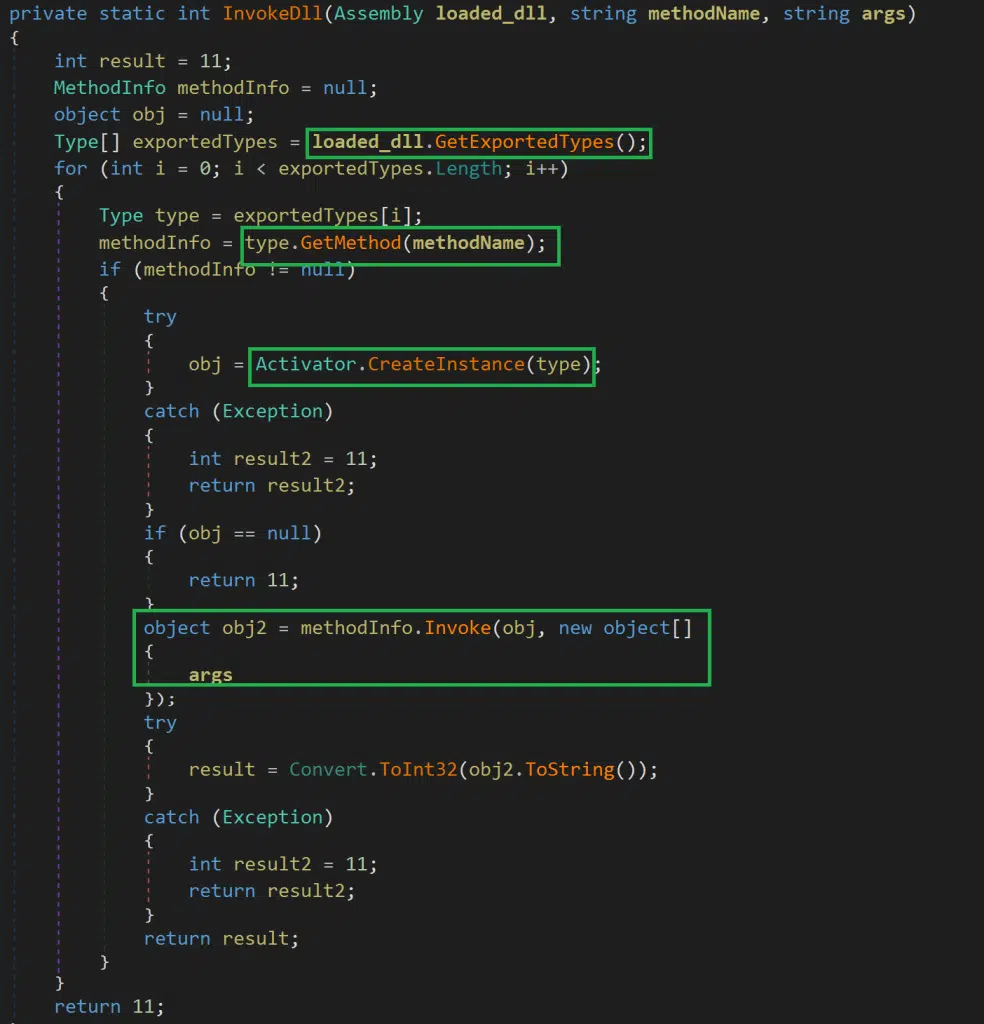 private static int InvokeDll(Assembly loaded_dll, string methodName, string args)
{
    int result = 11;
    MethodInfo methodInfo = null;
    object obj = null;
    Type[] exportedTypes = loaded_dll.GetExportedTypes();
    for (int i = 0; i < exportedTypes.Length; i++)
    {
        Type type = exportedTypes[i];
        methodInfo = type.GetMethod(methodName);
        if (methodInfo != null)
        {
            try
            {
                obj = Activator.CreateInstance(type);
            }
            catch (Exception)
            {
                int result2 = 11;
                return result2;
            }
            if (obj == null)
            {
                return 11;
            }
            object obj2 = methodInfo.Invoke(obj, new object[]
            {
                args
            });
            try
            {
                result = Convert.ToInt32(obj2.ToString());
            }
            catch (Exception)
            {
                int result2 = 11;
                return result2;
            }
            return result;
        }
    }
    return 11;